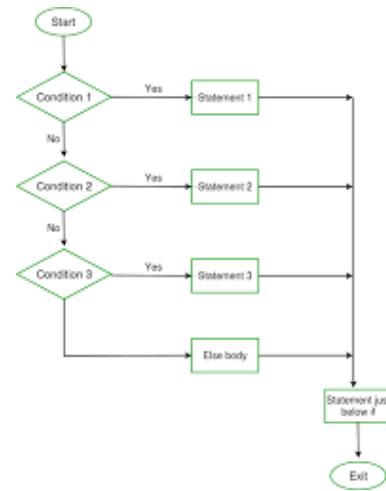 Start
Condition 1
Yes
Statement 1
No
Condition 2
Yes
Statement 2
No
Condition 3
Yes
Statement 3
Else body
Statement jus
below if
Exit